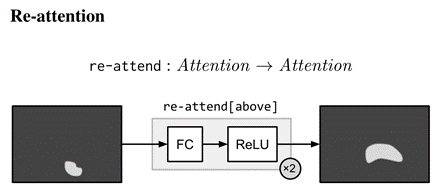 Re-attention
re-attend : Attention → Attention
re-attend[above]
FC
ReLU
×2